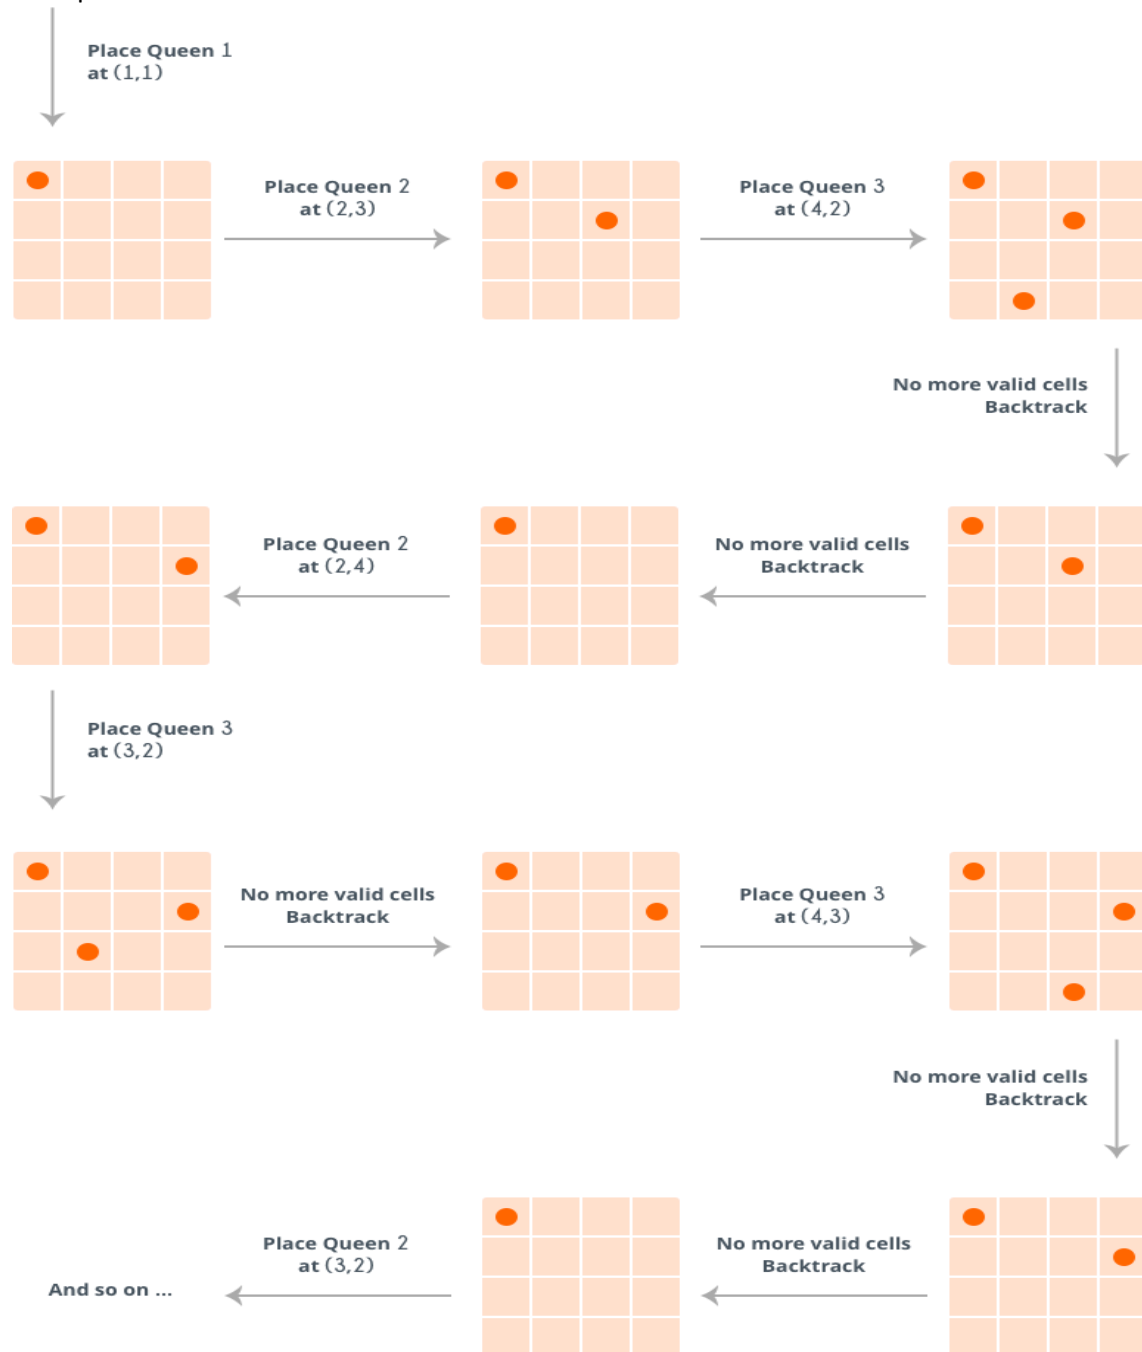 Place Queen 1
at (1,1)
Place Queen 2
at (2,3)
Place Queen 3
at (4,2)
No more valid cells
Backtrack
No more valid cells
Backtrack
Place Queen 2
at (2,4)
Place Queen 3
at (3,2)
No more valid cells
Backtrack
Place Queen 3
at (4,3)
No more valid cells
Backtrack
No more valid cells
Backtrack
Place Queen 2
at (3,2)
And so on ...